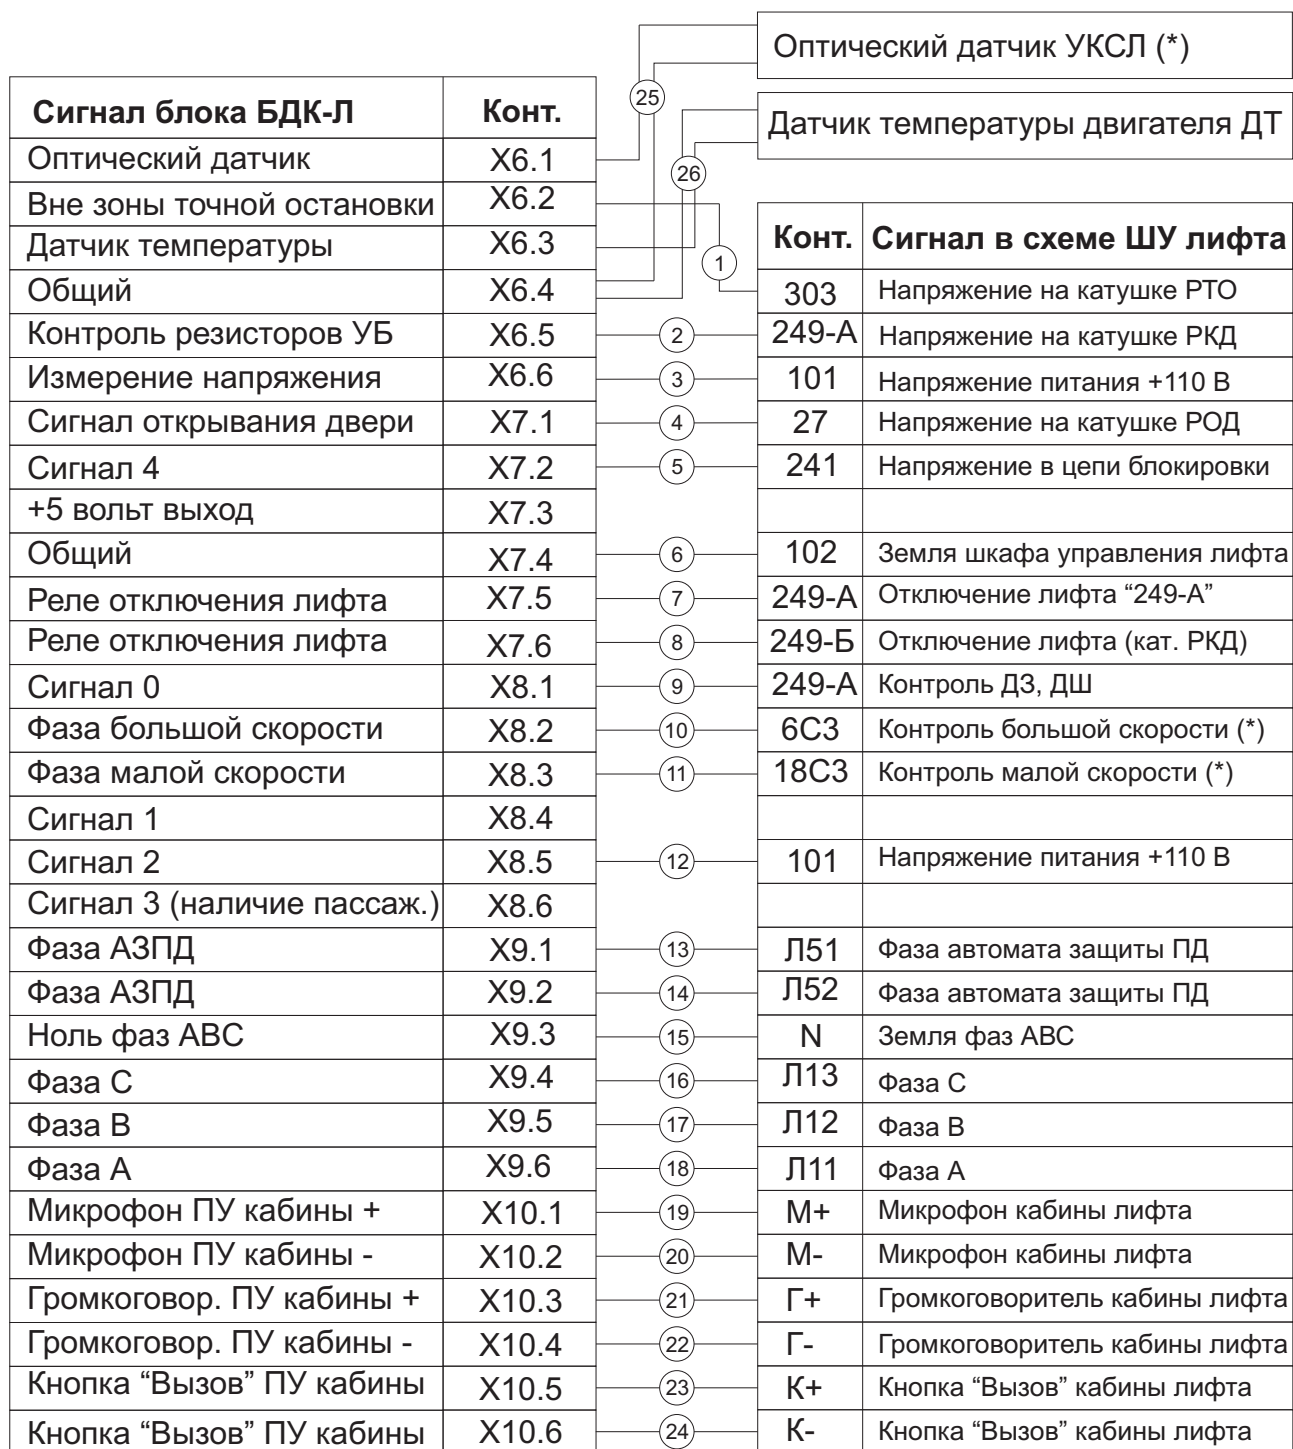 Оптический датчик УКСЛ (*)
Датчик температуры двигателя ДТ
25
26
1
Сигнал блока БДК-Л Конт.
Оптический датчик X6.1
Вне зоны точной остановки X6.2
Датчик температуры X6.3
Общий X6.4
Конт. Сигнал в схеме ШУ лифта
303 Напряжение на катушке РТО
Контроль резисторов УБ X6.5 2 249-А Напряжение на катушке РКД
Измерение напряжения X6.6 3 101 Напряжение питания +110 В
Сигнал открывания двери X7.1 4 27 Напряжение на катушке РОД
Сигнал 4 X7.2 5 241 Напряжение в цепи блокировки
+5 вольт выход X7.3
Общий X7.4 6 102 Земля шкафа управления лифта
Реле отключения лифта X7.5 7 249-А Отключение лифта “249-А”
Реле отключения лифта X7.6 8 249-Б Отключение лифта (кат. РКД)
Сигнал 0 X8.1 9 249-А Контроль ДЗ, ДШ
Фаза большой скорости X8.2 10 6С3 Контроль большой скорости (*)
Фаза малой скорости X8.3 11 18С3 Контроль малой скорости (*)
Сигнал 1 X8.4
Сигнал 2 X8.5 12 101 Напряжение питания +110 В
Сигнал 3 (наличие пассаж.) X8.6
Фаза АЗПД X9.1 13 Л51 Фаза автомата защиты ПД
Фаза АЗПД X9.2 14 Л52 Фаза автомата защиты ПД
Ноль фаз АВС X9.3 15 N Земля фаз АВС
Фаза С X9.4 16 Л13 Фаза С
Фаза В X9.5 17 Л12 Фаза В
Фаза А X9.6 18 Л11 Фаза А
Микрофон ПУ кабины + X10.1 19 М+ Микрофон кабины лифта
Микрофон ПУ кабины - X10.2 20 М- Микрофон кабины лифта
Громкоговор. ПУ кабины + X10.3 21 Г+ Громкоговоритель кабины лифта
Громкоговор. ПУ кабины - X10.4 22 Г- Громкоговоритель кабины лифта
Кнопка “Вызов” ПУ кабины X10.5 23 К+ Кнопка “Вызов” кабины лифта
Кнопка “Вызов” ПУ кабины X10.6 24 К- Кнопка “Вызов” кабины лифта